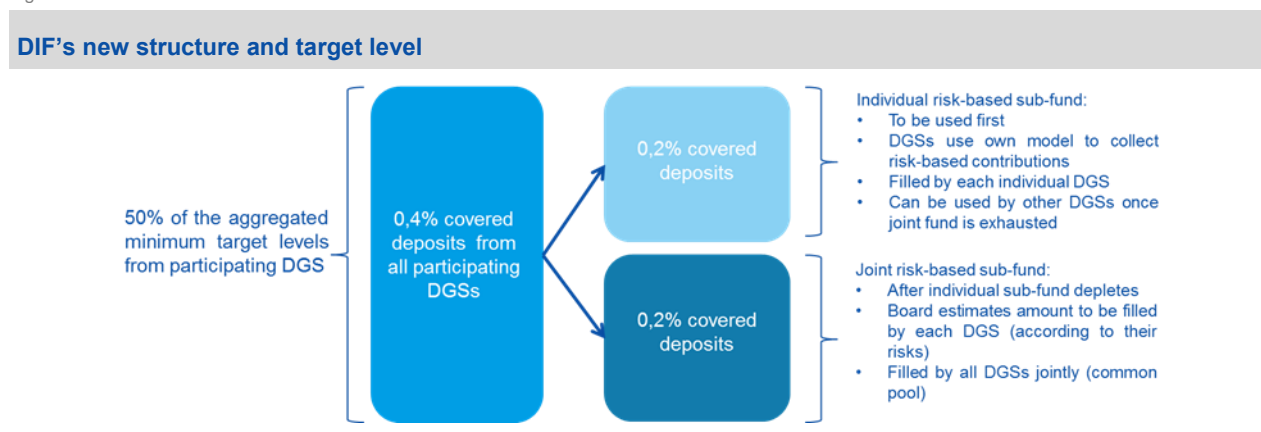 DIF's new structure and target level
50% of the aggregated
minimum target levels
from participating DGS
0,4% covered
deposits from
all participating
DGSs
0,2% covered
deposits
0,2% covered
deposits
Individual risk-based sub-fund:
• To be used first
• DGSs use own model to collect
risk-based contributions
• Filled by each individual DGS
• Can be used by other DGSs once
joint fund is exhausted
Joint risk-based sub-fund:
• After individual sub-fund depletes
• Board estimates amount to be filled
by each DGS (according to their
risks)
• Filled by all DGSs jointly (common
pool)